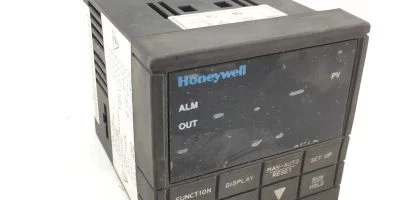 Honeywell
PV
ALM
OUT
FUNCTION
DISPLAY
MAN-AUTO
RESET
SET UP
RUN
HOLD